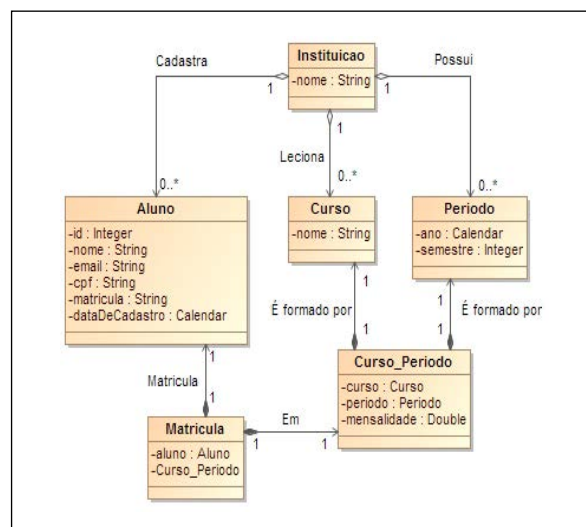 Instituicao
-nome : String
Cadastra
Possui
1
1
1
Leciona
0..*
0..*
0..*
Aluno
-id : Integer
-nome : String
-email : String
-cpf : String
-matricula : String
-dataDeCadastro : Calendar
Curso
-nome : String
Periodo
-ano : Calendar
-semestre : Integer
1
1
É formado por
É formado por
1
1
1
Matricula
1
Curso_Periodo
-curso : Curso
-periodo : Periodo
-mensalidade : Double
Matricula
-aluno : Aluno
-Curso_Periodo
Em
1
1